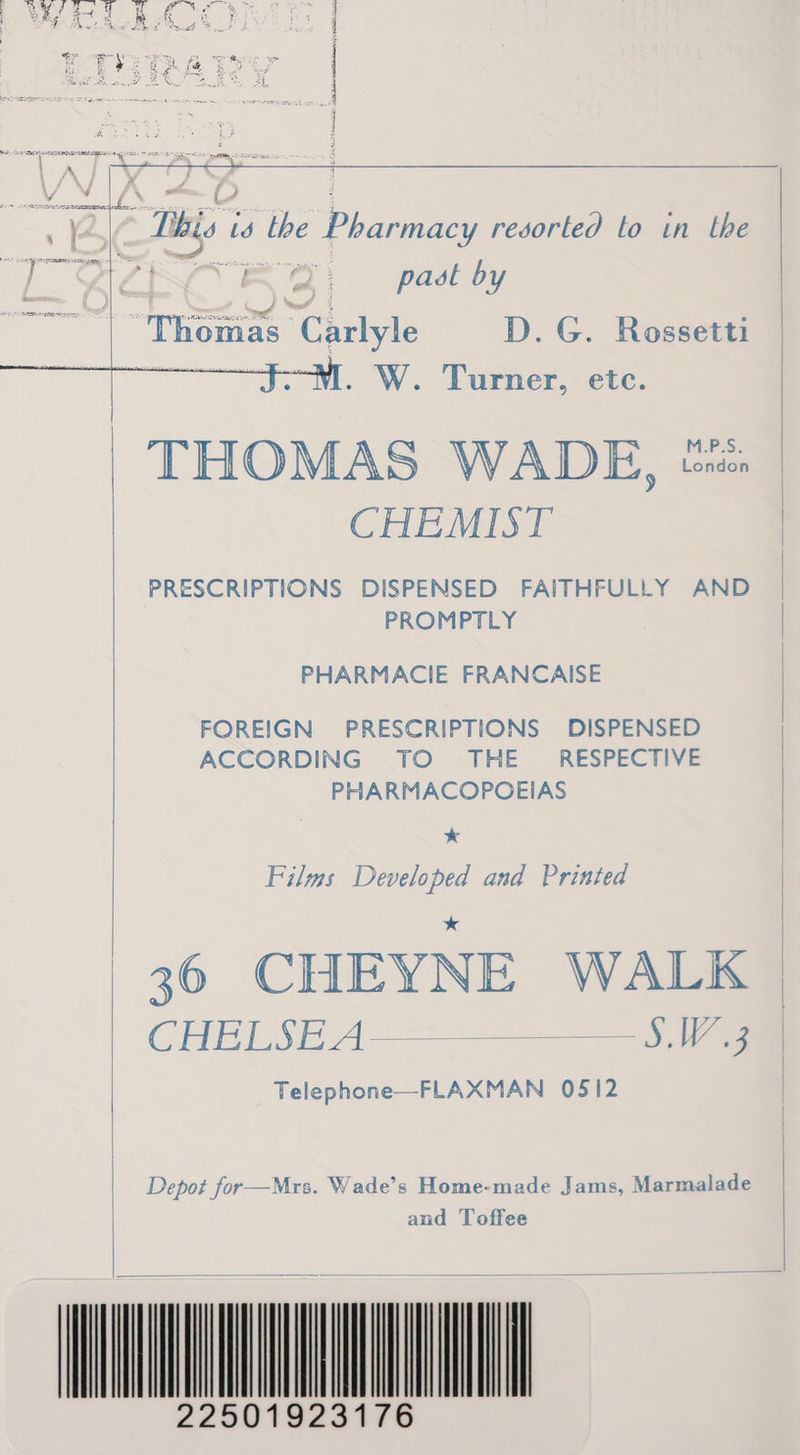 WELLCOME
LIBRARY
WX28
This is the Pharmacy resorted to in the
past by
Thomas Carlyle D. G. Rossetti
J. M. W. Turner, etc.
THOMAS WADE, M.P.S. London
CHEMIST
PRESCRIPTIONS DISPENSED FAITHFULLY AND
PROMPTLY
PHARMACIE FRANCAISE
FOREIGN PRESCRIPTIONS DISPENSED
ACCORDING TO THE RESPECTIVE
PHARMACOPOEIAS
Films Developed and Printed
36 CHEYNE WALK
CHELSEA — S.W.3
Telephone—FLAXMAN 0512
Depot for—Mrs. Wade's Home-made Jams, Marmalade
and Toffee
22501923176